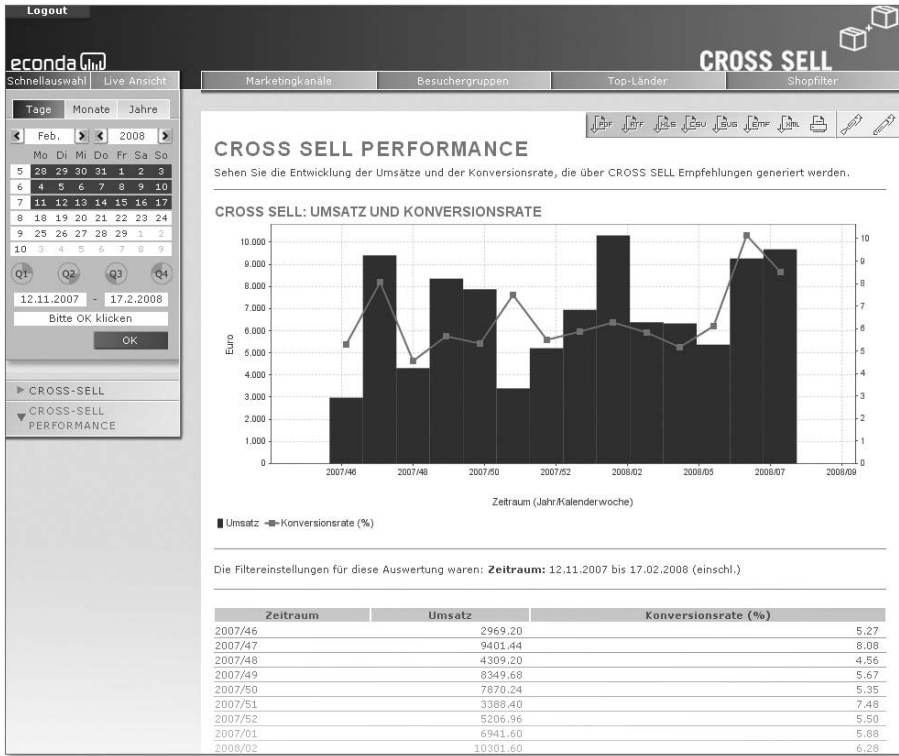 Logout
econda
CROSS SELL
Schnellauswahl Live Ansicht
Marketingkanäle Besuchergruppen Top-Länder Shopfilter
Tage Monate Jahre
Feb. 2008
Mo Di Mi Do Fr Sa So
5 28 29 30 31 1 2 3
6 4 5 6 7 8 9 10
7 11 12 13 14 15 16 17
8 18 19 20 21 22 23 24
9 25 26 27 28 29 1 2
10 3 4 5 6 7 8 9
Q1 Q2 Q3 Q4
12.11.2007 - 17.2.2008
Bitte OK klicken
OK
CROSS-SELL
CROSS-SELL
PERFORMANCE
PDF RTF XLS CSV SVG EMF XML
CROSS SELL PERFORMANCE
Sehen Sie die Entwicklung der Umsätze und der Konversionsrate, die über CROSS SELL Empfehlungen generiert werden.
CROSS SELL: UMSATZ UND KONVERSIONSRATE
10.000
9.000
8.000
7.000
6.000
5.000
4.000
3.000
2.000
1.000
0
Euro
10
9
8
7
6
5
4
3
2
1
0
2007/46 2007/48 2007/50 2007/52 2008/02 2008/05 2008/07 2008/09
Zeitraum (Jahr/Kalenderwoche)
Umsatz Konversionsrate (%)
Die Filtereinstellungen für diese Auswertung waren: Zeitraum: 12.11.2007 bis 17.02.2008 (einschl.)
Zeitraum Umsatz Konversionsrate (%)
2007/46 2969.20 5.27
2007/47 9401.44 8.08
2007/48 4309.20 4.56
2007/49 8349.68 5.67
2007/50 7870.24 5.35
2007/51 3388.40 7.48
2007/52 5206.96 5.50
2007/01 6941.60 5.88
2008/02 10301.60 6.28